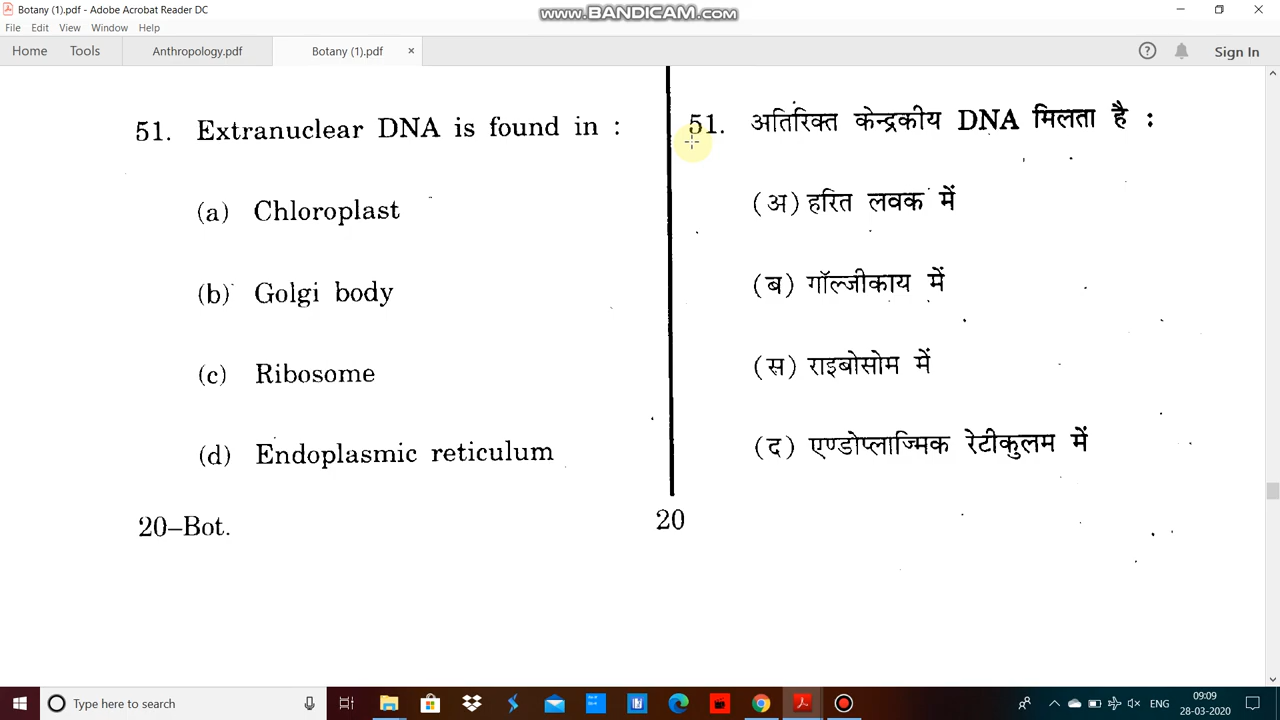 Botany (1).pdf - Adobe Acrobat Reader DC
www.BANDICAM.com
File Edit View Window Help
Home Tools Anthropology.pdf Botany (1).pdf × Sign In
51. Extranuclear DNA is found in :
(a) Chloroplast
(b) Golgi body
(c) Ribosome
(d) Endoplasmic reticulum
20–Bot.
51. अतिरिक्त केन्द्रकीय DNA मिलता है :
(अ) हरित लवक में
(ब) गॉल्जीकाय में
(स) राइबोसोम में
(द) एण्डोप्लाज्मिक रेटीकुलम में
20
Type here to search
ENG
09:09
28-03-2020